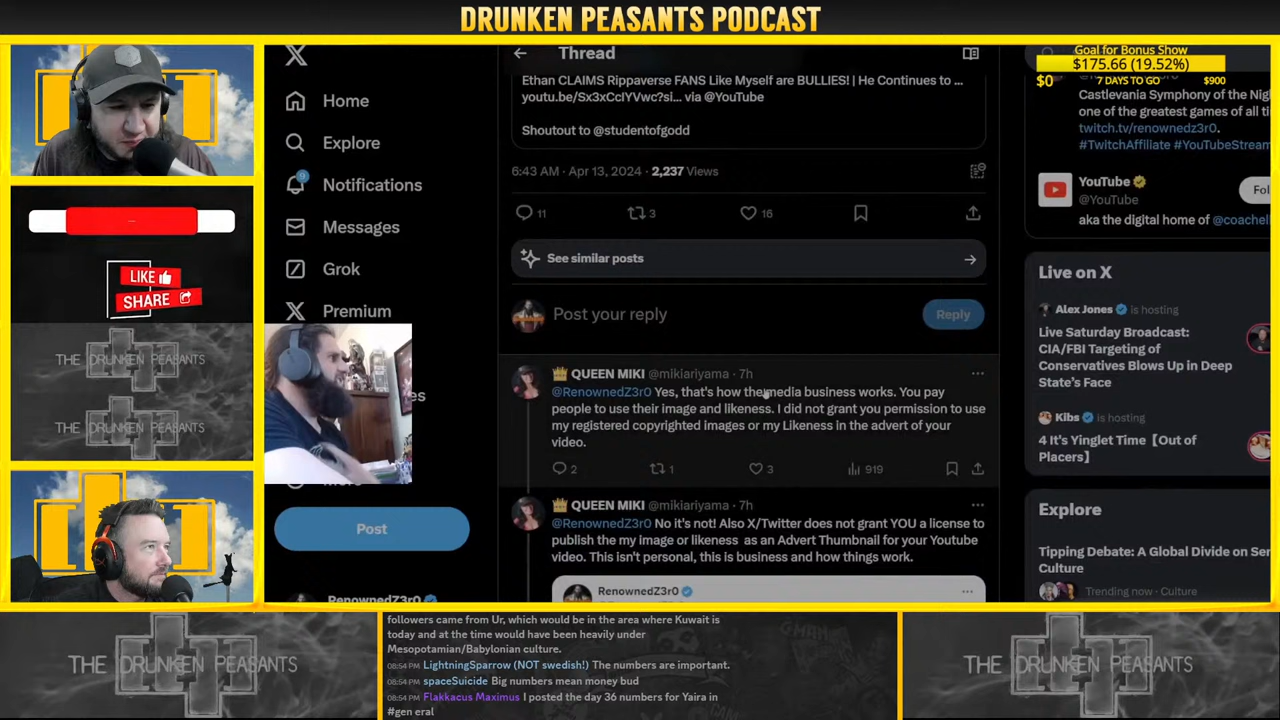 DRUNKEN PEASANTS PODCAST
LIKE
SHARE
THE DRUNKEN PEASANTS
THE DRUNKEN PEASANTS
Home
Explore
9
Notifications
Messages
Grok
Premium
es
Post
RenownedZ3r0
Thread
Ethan CLAIMS Rippaverse FANS Like Myself are BULLIES! | He Continues to ...
youtu.be/Sx3xCcIYVwc?si... via @YouTube
Shoutout to @studentofgodd
6:43 AM · Apr 13, 2024 · 2,237 Views
11 3 16
See similar posts
Post your reply
Reply
QUEEN MIKI @mikiariyama · 7h
@RenownedZ3r0 Yes, that's how the media business works. You pay
people to use their image and likeness. I did not grant you permission to use
my registered copyrighted images or my Likeness in the advert of your
video.
2 1 3 919
QUEEN MIKI @mikiariyama · 7h
@RenownedZ3r0 No it's not! Also X/Twitter does not grant YOU a license to
publish the my image or likeness as an Advert Thumbnail for your Youtube
video. This isn't personal, this is business and how things work.
RenownedZ3r0
Goal for Bonus Show
$175.66 (19.52%)
$0 7 DAYS TO GO $900
Castlevania Symphony of the Nig
one of the greatest games of all ti
twitch.tv/renownedz3r0.
#TwitchAffiliate #YouTubeStream
YouTube
@YouTube
Fol
aka the digital home of @coachel
Live on X
Alex Jones is hosting
Live Saturday Broadcast:
CIA/FBI Targeting of
Conservatives Blows Up in Deep
State's Face
Kibs is hosting
4 It's Yinglet Time【Out of
Placers】
Explore
Tipping Debate: A Global Divide on Ser
Culture
Trending now · Culture
THE DRUNKEN PEASANTS
followers came from Ur, which would be in the area where Kuwait is
today and at the time would have been heavily under
Mesopotamian/Babylonian culture.
08:54 PM LightningSparrow (NOT swedish!) The numbers are important.
08:54 PM spaceSuicide Big numbers mean money bud
08:54 PM Flakkacus Maximus I posted the day 36 numbers for Yaira in
#gen eral
THE DRUNKEN PEASANTS